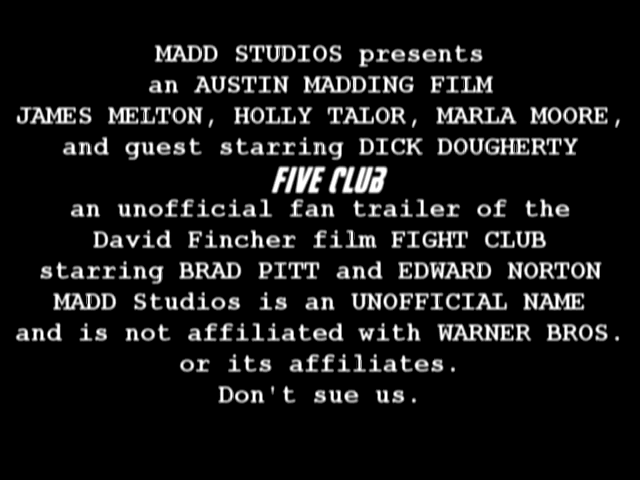 MADD STUDIOS presents
an AUSTIN MADDING FILM
JAMES MELTON, HOLLY TALOR, MARLA MOORE,
and guest starring DICK DOUGHERTY
FIVE CLUB
an unofficial fan trailer of the
David Fincher film FIGHT CLUB
starring BRAD PITT and EDWARD NORTON
MADD Studios is an UNOFFICIAL NAME
and is not affiliated with WARNER BROS.
or its affiliates.
Don't sue us.